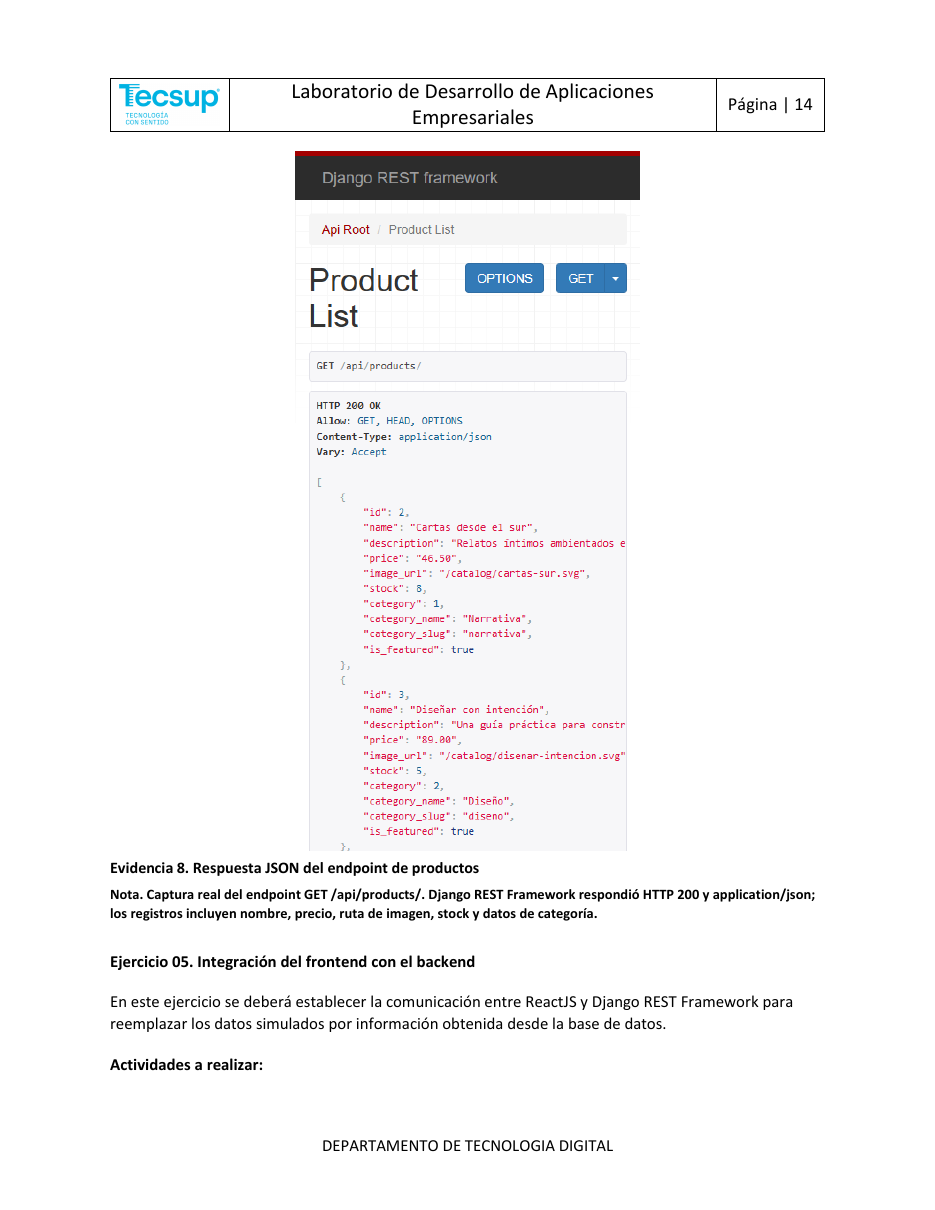 Tecsup
TECNOLOGÍA
CON SENTIDO
Laboratorio de Desarrollo de Aplicaciones
Empresariales
Página | 14
Django REST framework
Api Root / Product List
Product
List
OPTIONS
GET
GET /api/products/
HTTP 200 OK
Allow: GET, HEAD, OPTIONS
Content-Type: application/json
Vary: Accept
[
{
"id": 2,
"name": "Cartas desde el sur",
"description": "Relatos íntimos ambientados e
"price": "46.50",
"image_url": "/catalog/cartas-sur.svg",
"stock": 8,
"category": 1,
"category_name": "Narrativa",
"category_slug": "narrativa",
"is_featured": true
},
{
"id": 3,
"name": "Diseñar con intención",
"description": "Una guía práctica para constr
"price": "89.00",
"image_url": "/catalog/disenar-intencion.svg"
"stock": 5,
"category": 2,
"category_name": "Diseño",
"category_slug": "diseno",
"is_featured": true
},
Evidencia 8. Respuesta JSON del endpoint de productos
Nota. Captura real del endpoint GET /api/products/. Django REST Framework respondió HTTP 200 y application/json;
los registros incluyen nombre, precio, ruta de imagen, stock y datos de categoría.
Ejercicio 05. Integración del frontend con el backend
En este ejercicio se deberá establecer la comunicación entre ReactJS y Django REST Framework para
reemplazar los datos simulados por información obtenida desde la base de datos.
Actividades a realizar:
DEPARTAMENTO DE TECNOLOGIA DIGITAL